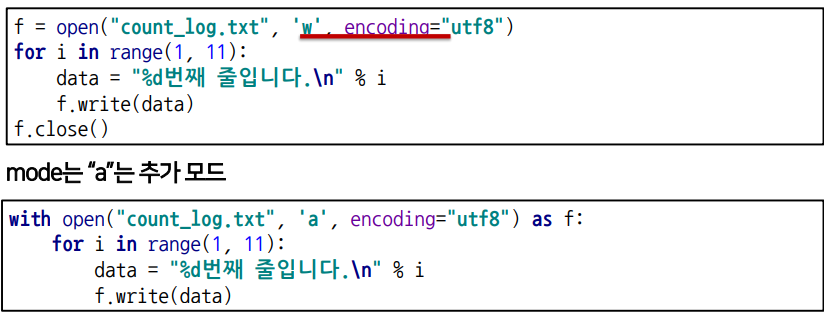 f = open("count_log.txt", 'w', encoding="utf8")
for i in range(1, 11):
    data = "%d번째 줄입니다.\n" % i
    f.write(data)
f.close()
mode는 “a”는 추가 모드
with open("count_log.txt", 'a', encoding="utf8") as f:
    for i in range(1, 11):
        data = "%d번째 줄입니다.\n" % i
        f.write(data)